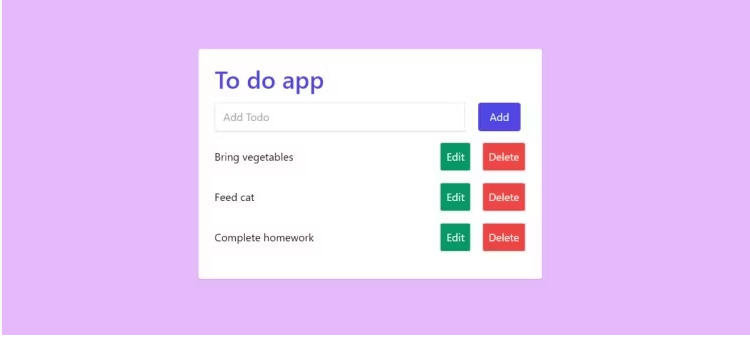 To do app
Add Todo Add
Bring vegetables Edit Delete
Feed cat Edit Delete
Complete homework Edit Delete